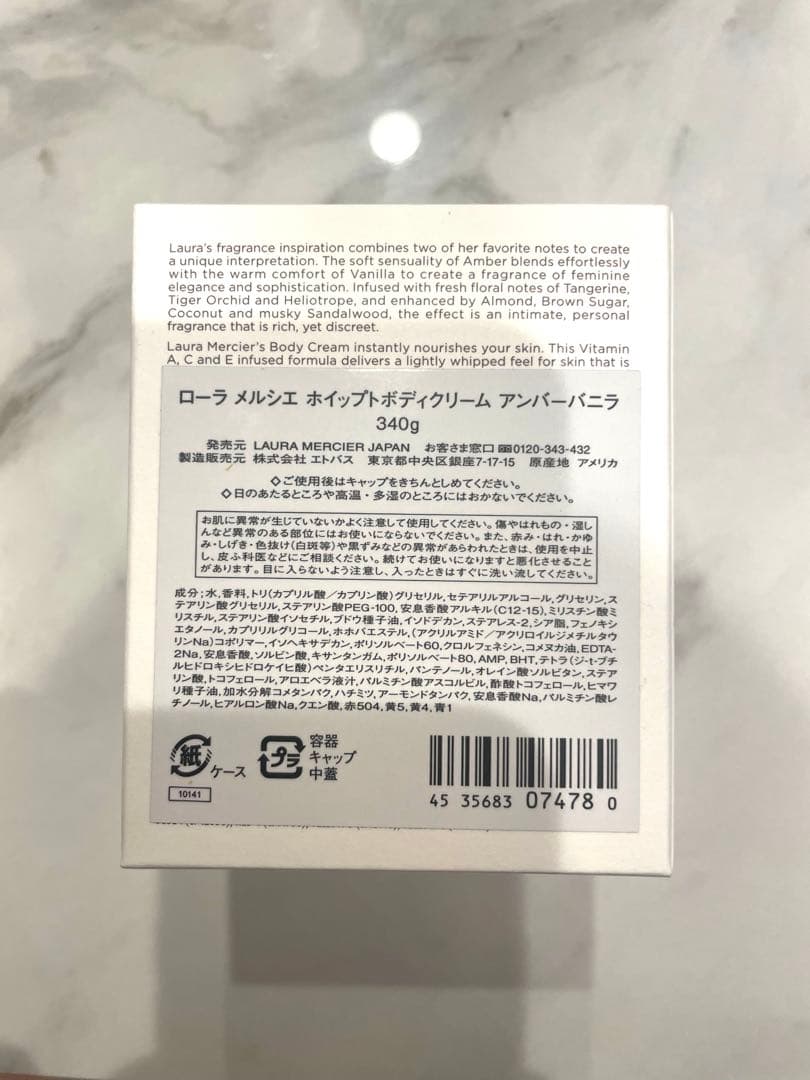 Laura's fragrance inspiration combines two of her favorite notes to create
a unique interpretation. The soft sensuality of Amber blends effortlessly
with the warm comfort of Vanilla to create a fragrance of feminine
elegance and sophistication. Infused with fresh floral notes of Tangerine,
Tiger Orchid and Heliotrope, and enhanced by Almond, Brown Sugar,
Coconut and musky Sandalwood, the effect is an intimate, personal
fragrance that is rich, yet discreet.
Laura Mercier's Body Cream instantly nourishes your skin. This Vitamin
A, C and E infused formula delivers a lightly whipped feel for skin that is
ローラ メルシエ ホイップトボディクリーム アンバーバニラ
340g
発売元 LAURA MERCIER JAPAN お客さま窓口 0120-343-432
製造販売元 株式会社 エトバス 東京都中央区銀座7-17-15 原産地 アメリカ
◇ご使用後はキャップをきちんとしめてください。
◇日のあたるところや高温・多湿のところにはおかないでください。
お肌に異常が生じていないかよく注意して使用してください。傷やはれもの・湿し
んなど異常のある部位にはお使いにならないでください。また、赤み・はれ・かゆ
み・しげき・色抜け(白斑等)や黒ずみなどの異常があらわれたときは、使用を中止
し、皮ふ科医などにご相談ください。続けてお使いになりますと悪化させること
があります。目に入らないよう注意し、入ったときはすぐに洗い流してください。
成分:水,香料,トリ(カプリル酸/カプリン酸)グリセリル,セテアリルアルコール,グリセリン,ス
テアリン酸グリセリル,ステアリン酸PEG-100,安息香酸アルキル(C12-15),ミリスチン酸ミ
リスチル,ステアリン酸イソセチル,ブドウ種子油,イソドデカン,ステアレス-2,シア脂,フェノキシ
エタノール,カプリリルグリコール,ホホバエステル,(アクリルアミド/アクリロイルジメチルタウ
リンNa)コポリマー,イソヘキサデカン,ポリソルベート60,クロルフェネシン,コメヌカ油,EDTA-
2Na,安息香酸,ソルビン酸,キサンタンガム,ポリソルベート80,AMP,BHT,テトラ(ジ-t-ブチ
ルヒドロキシヒドロケイヒ酸)ペンタエリスリチル,パンテノール,オレイン酸ソルビタン,ステア
リン酸,トコフェロール,アロエベラ液汁,パルミチン酸アスコルビル,酢酸トコフェロール,ヒマワ
リ種子油,加水分解コメタンパク,ハチミツ,アーモンドタンパク,安息香酸Na,パルミチン酸レ
チノール,ヒアルロン酸Na,クエン酸,赤504,黄5,黄4,青1
紙 ケース プラ 容器
キャップ
中蓋
10141
45 35683 07478 0